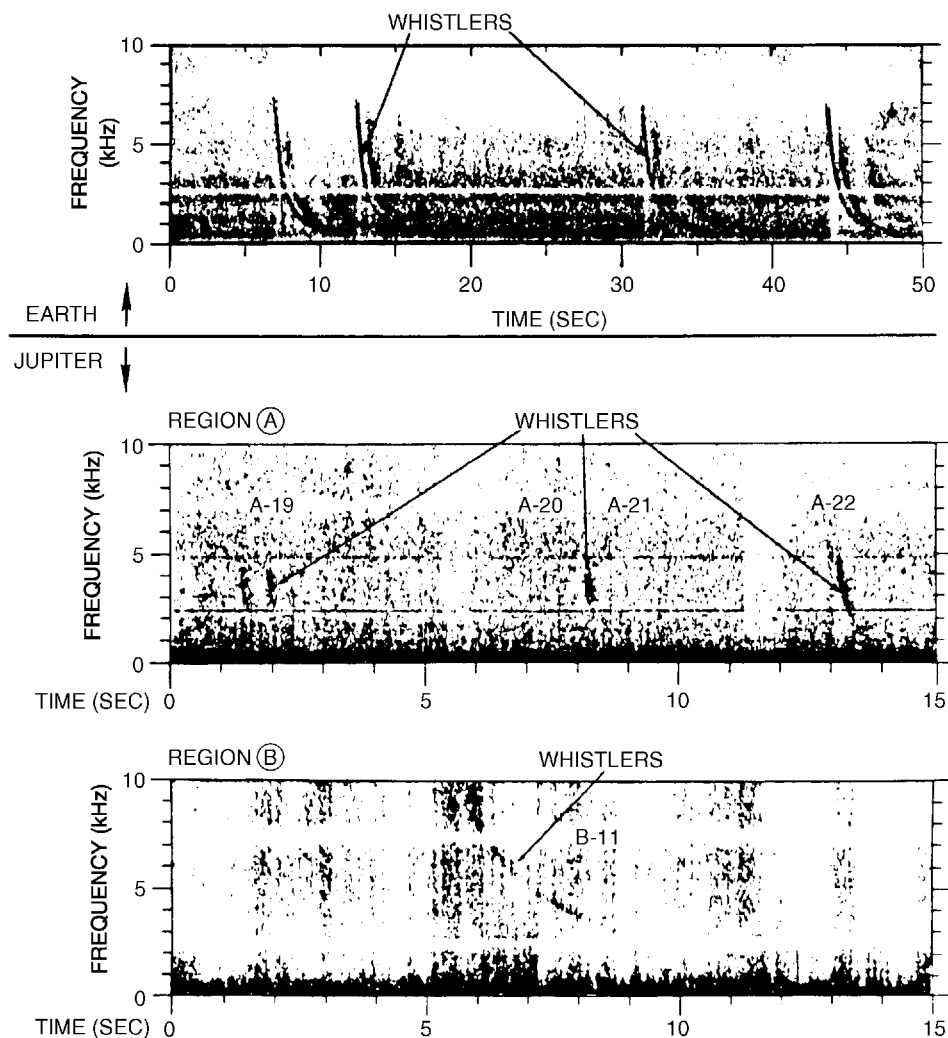 WHISTLERS
10
5
0
FREQUENCY
(kHz)
0 10 20 30 40 50
EARTH
TIME (SEC)
JUPITER
REGION Ⓐ
WHISTLERS
10
5
0
FREQUENCY (kHz)
A-19 A-20 A-21 A-22
TIME (SEC) 0 5 10 15
REGION Ⓑ
WHISTLERS
10
5
0
FREQUENCY (kHz)
B-11
TIME (SEC) 0 5 10 15